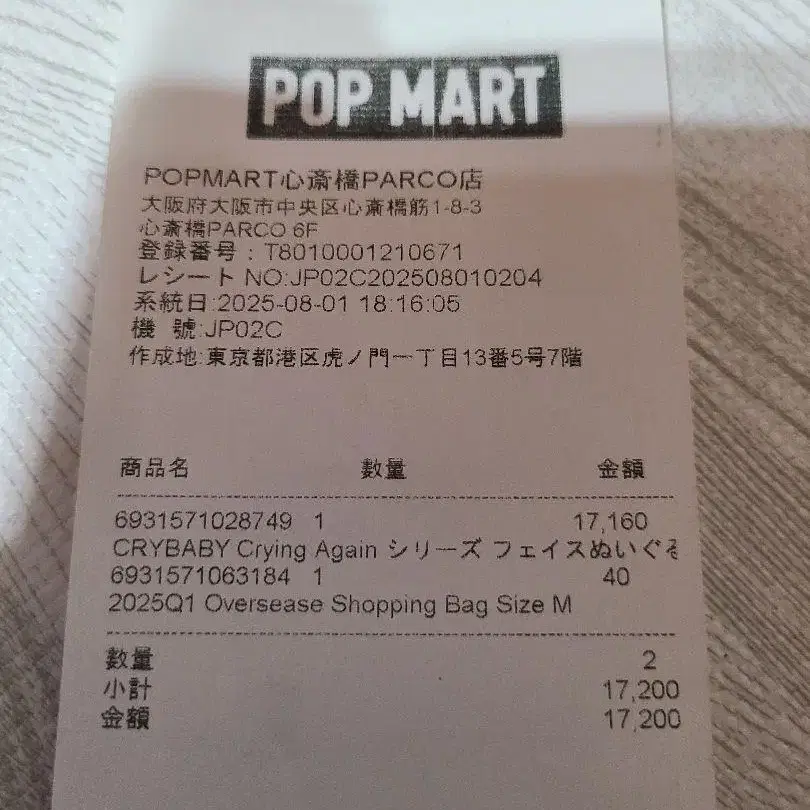 POP MART
POPMART心斎橋PARCO店
大阪府大阪市中央区心斎橋筋1-8-3
心斎橋PARCO 6F
登録番号：T8010001210671
レシート NO:JP02C202508010204
系統日:2025-08-01 18:16:05
機 號:JP02C
作成地:東京都港区虎ノ門一丁目13番5号7階
商品名 数量 金額
6931571028749 1 17,160
CRYBABY Crying Again シリーズ フェイスぬいぐる
6931571063184 1 40
2025Q1 Oversease Shopping Bag Size M
数量 2
小計 17,200
金額 17,200